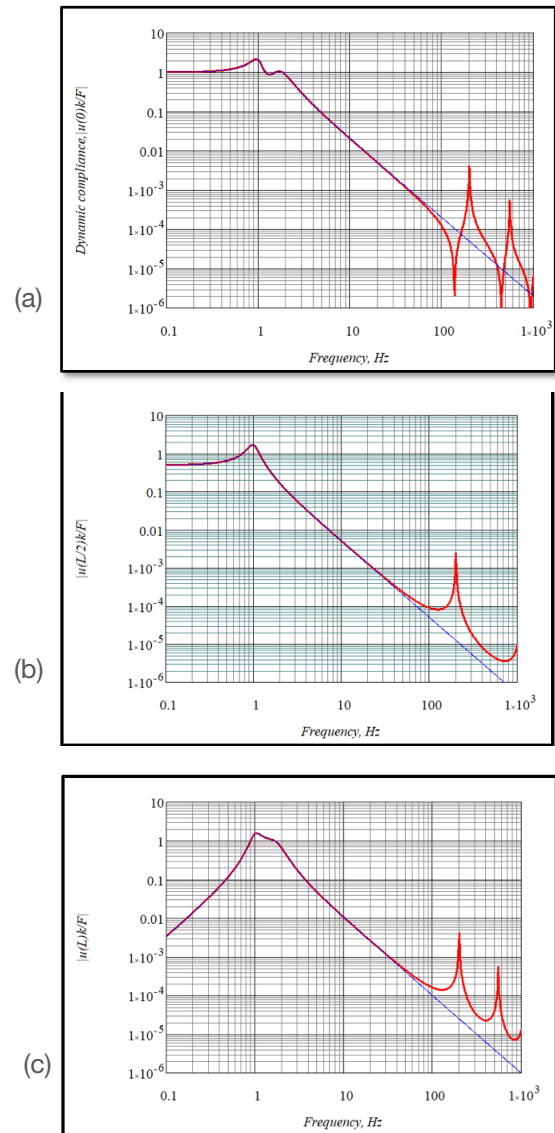 Dynamic compliance,|u(0)k/F|
10
1
0.1
0.01
1×10⁻³
1×10⁻⁴
1×10⁻⁵
1×10⁻⁶
0.1 1 10 100 1×10³
Frequency, Hz
(a)
|u(L/2)k/F|
10
1
0.1
0.01
1×10⁻³
1×10⁻⁴
1×10⁻⁵
1×10⁻⁶
0.1 1 10 100 1×10³
Frequency, Hz
(b)
|u(L)k/F|
10
1
0.1
0.01
1×10⁻³
1×10⁻⁴
1×10⁻⁵
1×10⁻⁶
0.1 1 10 100 1×10³
Frequency, Hz
(c)